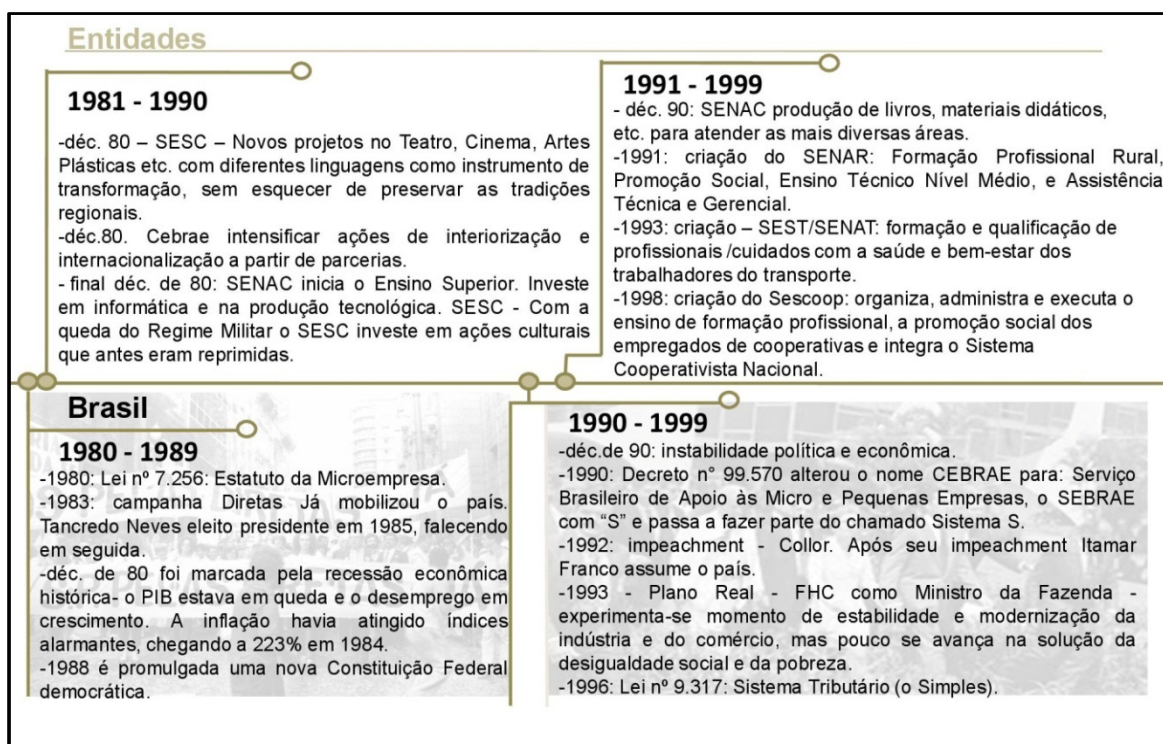 Entidades
1981 - 1990
-déc. 80 – SESC – Novos projetos no Teatro, Cinema, Artes
Plásticas etc. com diferentes linguagens como instrumento de
transformação, sem esquecer de preservar as tradições
regionais.
-déc.80. Cebrae intensificar ações de interiorização e
internacionalização a partir de parcerias.
- final déc. de 80: SENAC inicia o Ensino Superior. Investe
em informática e na produção tecnológica. SESC - Com a
queda do Regime Militar o SESC investe em ações culturais
que antes eram reprimidas.
1991 - 1999
- déc. 90: SENAC produção de livros, materiais didáticos,
etc. para atender as mais diversas áreas.
-1991: criação do SENAR: Formação Profissional Rural,
Promoção Social, Ensino Técnico Nível Médio, e Assistência
Técnica e Gerencial.
-1993: criação – SEST/SENAT: formação e qualificação de
profissionais /cuidados com a saúde e bem-estar dos
trabalhadores do transporte.
-1998: criação do Sescoop: organiza, administra e executa o
ensino de formação profissional, a promoção social dos
empregados de cooperativas e integra o Sistema
Cooperativista Nacional.
Brasil
1980 - 1989
-1980: Lei nº 7.256: Estatuto da Microempresa.
-1983: campanha Diretas Já mobilizou o país.
Tancredo Neves eleito presidente em 1985, falecendo
em seguida.
-déc. de 80 foi marcada pela recessão econômica
histórica- o PIB estava em queda e o desemprego em
crescimento. A inflação havia atingido índices
alarmantes, chegando a 223% em 1984.
-1988 é promulgada uma nova Constituição Federal
democrática.
1990 - 1999
-déc.de 90: instabilidade política e econômica.
-1990: Decreto n° 99.570 alterou o nome CEBRAE para: Serviço
Brasileiro de Apoio às Micro e Pequenas Empresas, o SEBRAE
com “S” e passa a fazer parte do chamado Sistema S.
-1992: impeachment - Collor. Após seu impeachment Itamar
Franco assume o país.
-1993 - Plano Real - FHC como Ministro da Fazenda -
experimenta-se momento de estabilidade e modernização da
indústria e do comércio, mas pouco se avança na solução da
desigualdade social e da pobreza.
-1996: Lei nº 9.317: Sistema Tributário (o Simples).